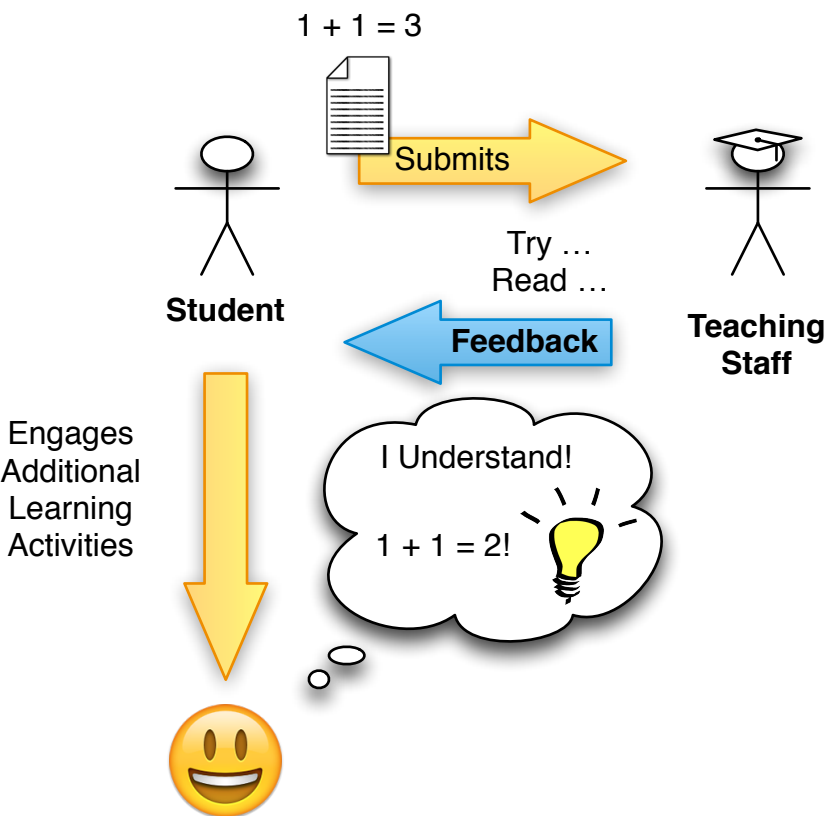 1 + 1 = 3
Submits
Try …
Read …
Student
Feedback
Teaching
Staff
Engages
Additional
Learning
Activities
I Understand!
1 + 1 = 2!